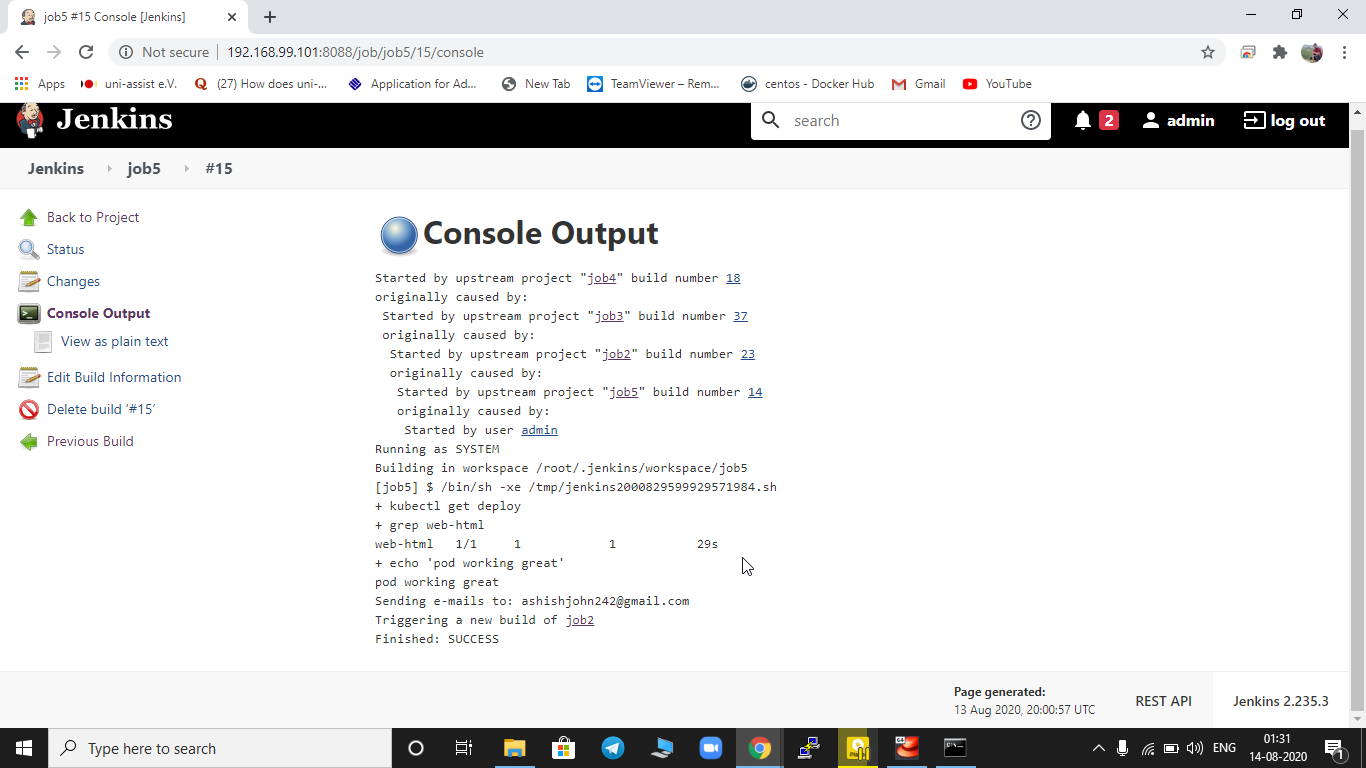 job5 #15 Console [Jenkins]
Not secure
192.168.99.101:8088/job/job5/15/console
Apps
uni-assist e.V.
(27) How does uni-...
Application for Ad...
New Tab
TeamViewer – Rem...
centos - Docker Hub
Gmail
YouTube
Jenkins
search
2
admin
log out
Jenkins
job5
#15
Back to Project
Status
Changes
Console Output
View as plain text
Edit Build Information
Delete build ‘#15’
Previous Build
Console Output
Started by upstream project "job4" build number 18
originally caused by:
Started by upstream project "job3" build number 37
originally caused by:
Started by upstream project "job2" build number 23
originally caused by:
Started by upstream project "job5" build number 14
originally caused by:
Started by user admin
Running as SYSTEM
Building in workspace /root/.jenkins/workspace/job5
[job5] $ /bin/sh -xe /tmp/jenkins2000829599929571984.sh
+ kubectl get deploy
+ grep web-html
web-html   1/1     1            1           29s
+ echo 'pod working great'
pod working great
Sending e-mails to: ashishjohn242@gmail.com
Triggering a new build of job2
Finished: SUCCESS
Page generated:
13 Aug 2020, 20:00:57 UTC
REST API
Jenkins 2.235.3
Type here to search
ENG
01:31
14-08-2020
1